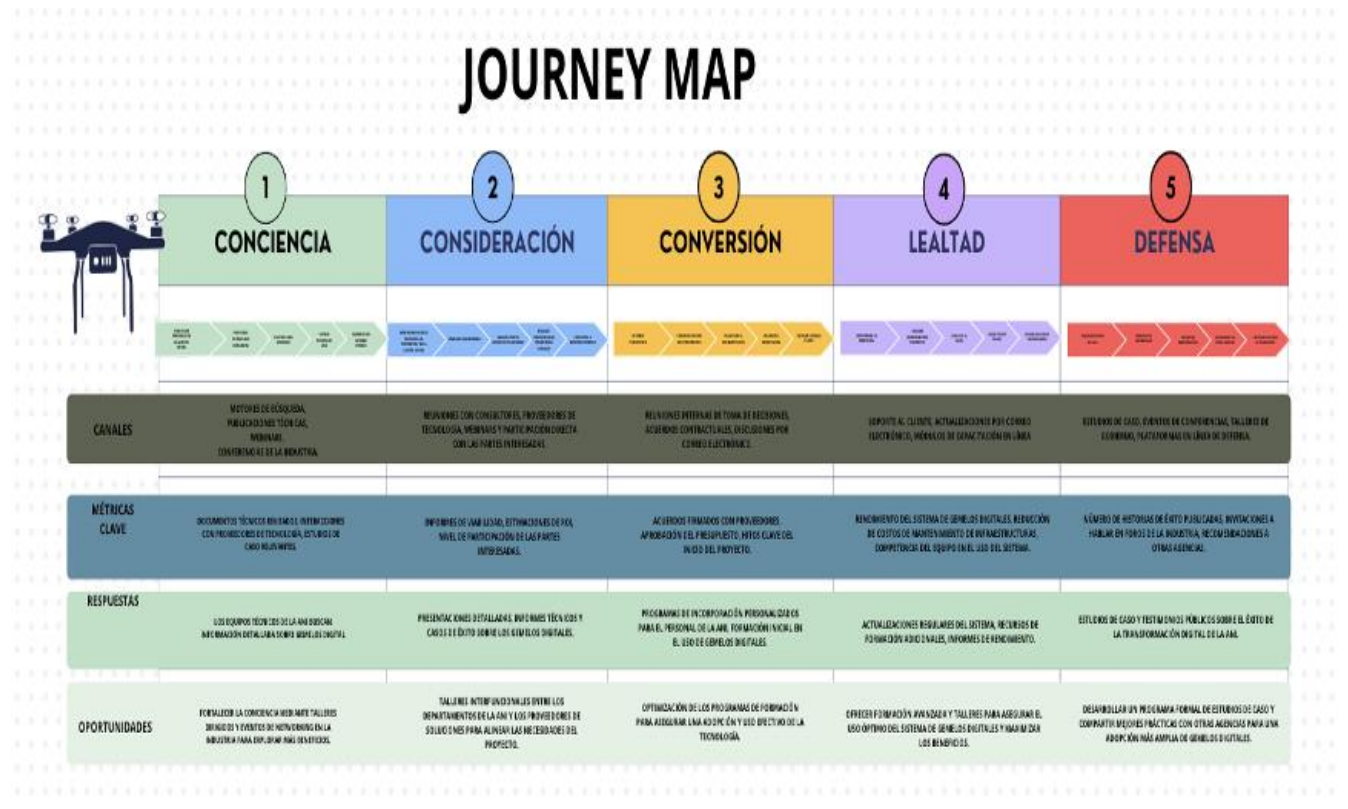 JOURNEY MAP
1
2
3
4
5
CONCIENCIA
CONSIDERACIÓN
CONVERSIÓN
LEALTAD
DEFENSA
CANALES
MOTORES DE BÚSQUEDA,
PUBLICACIONES TÉCNICAS,
WEBINARS,
CONFERENCIAS DE LA INDUSTRIA.
REUNIONES CON CONSULTORES, PROVEEDORES DE
TECNOLOGÍA, WEBINARS Y PARTICIPACIÓN DIRECTA
CON LAS PARTES INTERESADAS.
REUNIONES INTERNAS DE TOMA DE DECISIONES,
ACUERDOS CONTRACTUALES, DISCUSIONES POR
CORREO ELECTRÓNICO.
SOPORTE AL CLIENTE, ACTUALIZACIONES POR CORREO
ELECTRÓNICO, MÓDULOS DE CAPACITACIÓN EN LÍNEA
ESTUDIOS DE CASO, EVENTOS DE CONFERENCIAS, TALLERES DE
GOBIERNO, PLATAFORMAS EN LÍNEA DE DEFENSA.
MÉTRICAS
CLAVE
DOCUMENTOS TÉCNICOS REVISADOS, INTERACCIONES
CON PROVEEDORES DE TECNOLOGÍA, ESTUDIOS DE
CASO RELEVANTES.
INFORMES DE VIABILIDAD, ESTIMACIONES DE ROI,
NIVEL DE PARTICIPACIÓN DE LAS PARTES
INTERESADAS.
ACUERDOS FIRMADOS CON PROVEEDORES,
APROBACIÓN DEL PRESUPUESTO, HITOS CLAVE DEL
INICIO DEL PROYECTO.
RENDIMIENTO DEL SISTEMA DE GEMELOS DIGITALES, REDUCCIÓN
DE COSTOS DE MANTENIMIENTO DE INFRAESTRUCTURAS,
COMPETENCIA DEL EQUIPO EN EL USO DEL SISTEMA.
NÚMERO DE HISTORIAS DE ÉXITO PUBLICADAS, INVITACIONES A
HABLAR EN FOROS DE LA INDUSTRIA, RECOMENDACIONES A
OTRAS AGENCIAS.
RESPUESTAS
LOS EQUIPOS TÉCNICOS DE LA ANI BUSCAN
INFORMACIÓN DETALLADA SOBRE GEMELOS DIGITAL
PRESENTACIONES DETALLADAS, INFORMES TÉCNICOS Y
CASOS DE ÉXITO SOBRE LOS GEMELOS DIGITALES.
PROGRAMAS DE INCORPORACIÓN PERSONALIZADOS
PARA EL PERSONAL DE LA ANI, FORMACIÓN INICIAL EN
EL USO DE GEMELOS DIGITALES.
ACTUALIZACIONES REGULARES DEL SISTEMA, RECURSOS DE
FORMACIÓN ADICIONALES, INFORMES DE RENDIMIENTO.
ESTUDIOS DE CASO Y TESTIMONIOS PÚBLICOS SOBRE EL ÉXITO DE
LA TRANSFORMACIÓN DIGITAL DE LA ANI.
OPORTUNIDADES
FORTALECER LA CONCIENCIA MEDIANTE TALLERES
DIRIGIDOS Y EVENTOS DE NETWORKING EN LA
INDUSTRIA PARA EXPLORAR MÁS BENEFICIOS.
TALLERES INTERFUNCIONALES ENTRE LOS
DEPARTAMENTOS DE LA ANI Y LOS PROVEEDORES DE
SOLUCIONES PARA ALINEAR LAS NECESIDADES DEL
PROYECTO.
OPTIMIZACIÓN DE LOS PROGRAMAS DE FORMACIÓN
PARA ASEGURAR UNA ADOPCIÓN Y USO EFECTIVO DE LA
TECNOLOGÍA.
OFRECER FORMACIÓN AVANZADA Y TALLERES PARA ASEGURAR EL
USO ÓPTIMO DEL SISTEMA DE GEMELOS DIGITALES Y MAXIMIZAR
LOS BENEFICIOS.
DESARROLLAR UN PROGRAMA FORMAL DE ESTUDIOS DE CASO Y
COMPARTIR MEJORES PRÁCTICAS CON OTRAS AGENCIAS PARA UNA
ADOPCIÓN MÁS AMPLIA DE GEMELOS DIGITALES.